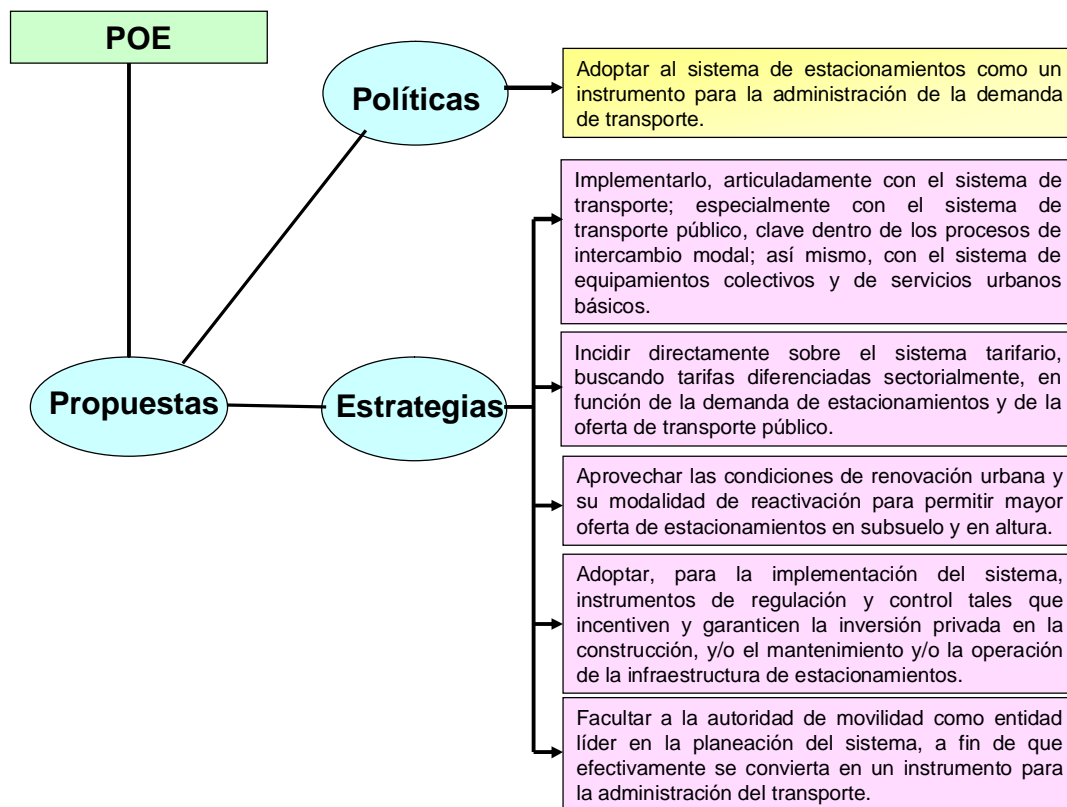 POE
Políticas
Adoptar al sistema de estacionamientos como un
instrumento para la administración de la demanda
de transporte.
Implementarlo, articuladamente con el sistema de
transporte; especialmente con el sistema de
transporte público, clave dentro de los procesos de
intercambio modal; así mismo, con el sistema de
equipamientos colectivos y de servicios urbanos
básicos.
Propuestas
Estrategias
Incidir directamente sobre el sistema tarifario,
buscando tarifas diferenciadas sectorialmente, en
función de la demanda de estacionamientos y de la
oferta de transporte público.
Aprovechar las condiciones de renovación urbana y
su modalidad de reactivación para permitir mayor
oferta de estacionamientos en subsuelo y en altura.
Adoptar, para la implementación del sistema,
instrumentos de regulación y control tales que
incentiven y garanticen la inversión privada en la
construcción, y/o el mantenimiento y/o la operación
de la infraestructura de estacionamientos.
Facultar a la autoridad de movilidad como entidad
líder en la planeación del sistema, a fin de que
efectivamente se convierta en un instrumento para
la administración del transporte.